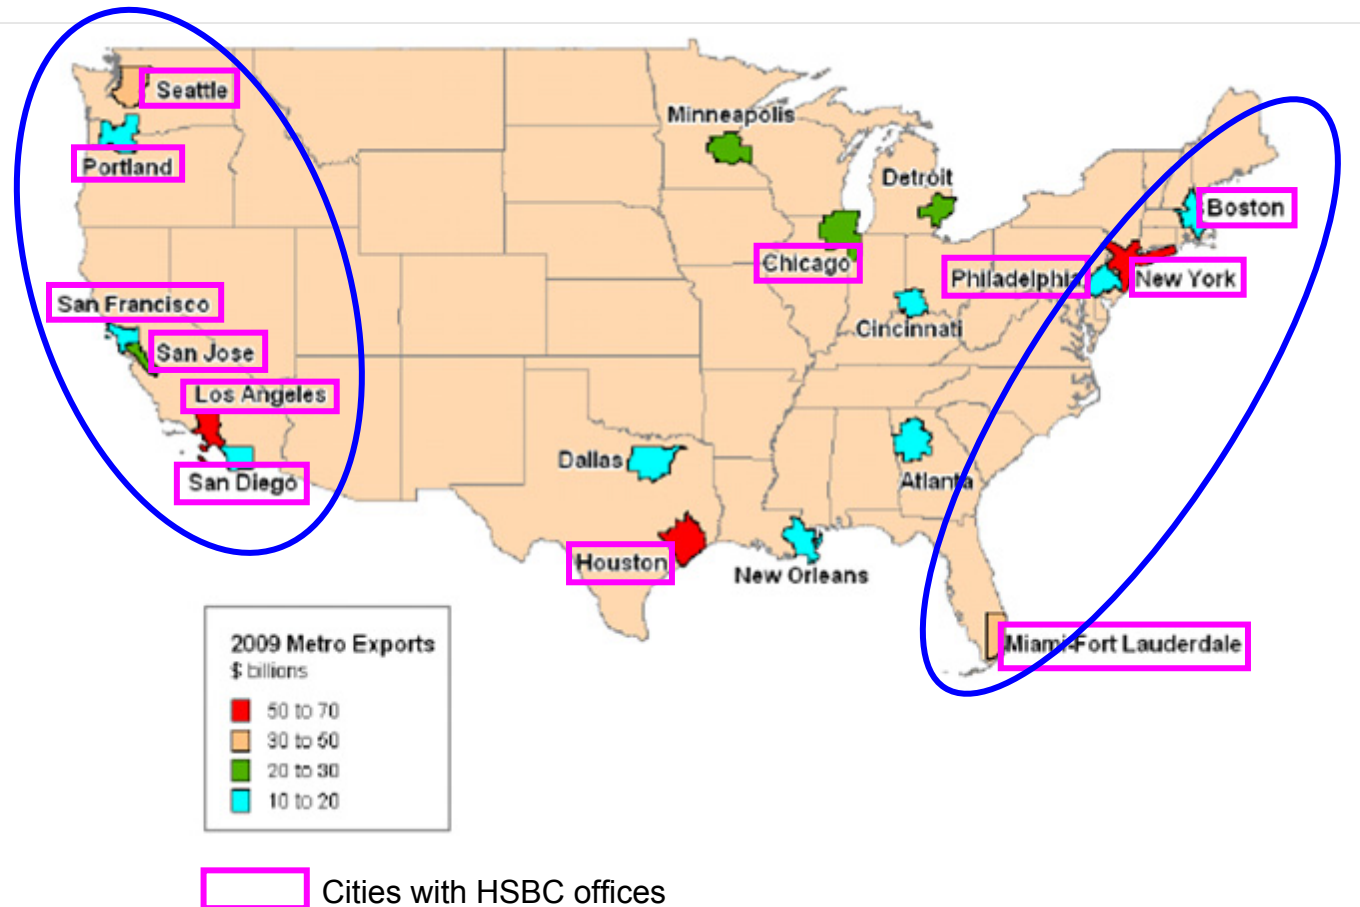 Seattle
Minneapolis
Portland
Detroit
Boston
Chicago
Philadelphia
New York
San Francisco
Cincinnati
San Jose
Los Angeles
Dallas
San Diego
Atlanta
Houston
New Orleans
Miami-Fort Lauderdale
2009 Metro Exports
$ billions
50 to 70
30 to 50
20 to 30
10 to 20
Cities with HSBC offices